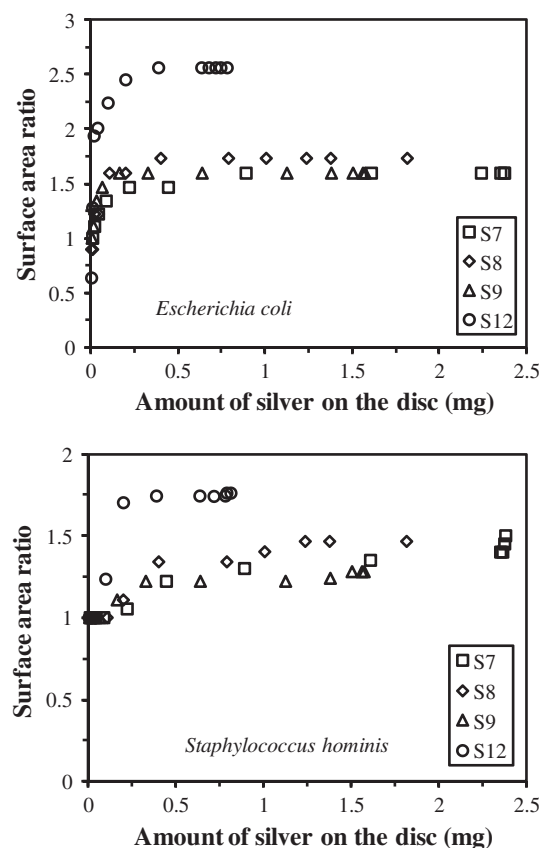 3
2.5
2
1.5
1
0.5
0
Surface area ratio
Escherichia coli
S7
S8
S9
S12
0 0.5 1 1.5 2 2.5
Amount of silver on the disc (mg)
2
1.5
1
0.5
0
Surface area ratio
Staphylococcus hominis
S7
S8
S9
S12
0 0.5 1 1.5 2 2.5
Amount of silver on the disc (mg)